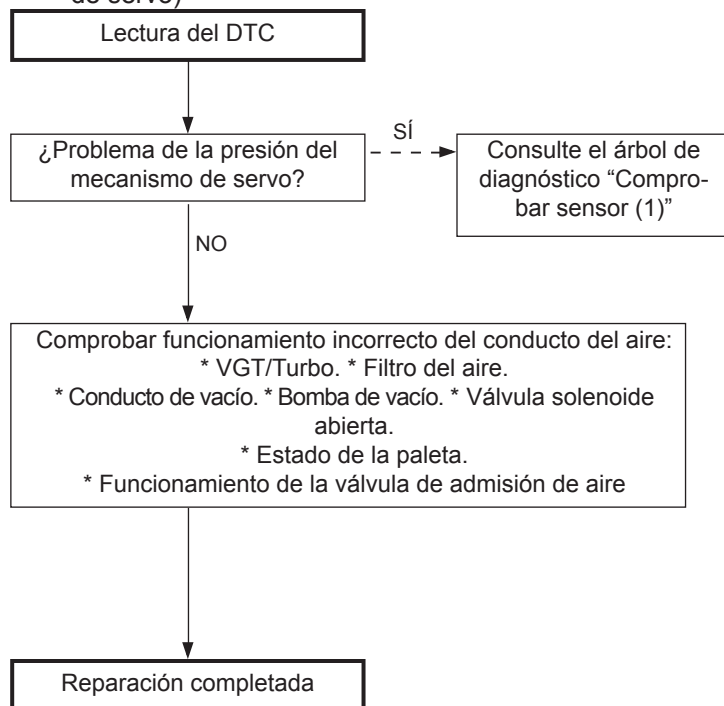 de servo)
Lectura del DTC
¿Problema de la presión del
mecanismo de servo?
SÍ
Consulte el árbol de
diagnóstico “Compro-
bar sensor (1)”
NO
Comprobar funcionamiento incorrecto del conducto del aire:
* VGT/Turbo. * Filtro del aire.
* Conducto de vacío. * Bomba de vacío. * Válvula solenoide
abierta.
* Estado de la paleta.
* Funcionamiento de la válvula de admisión de aire
Reparación completada